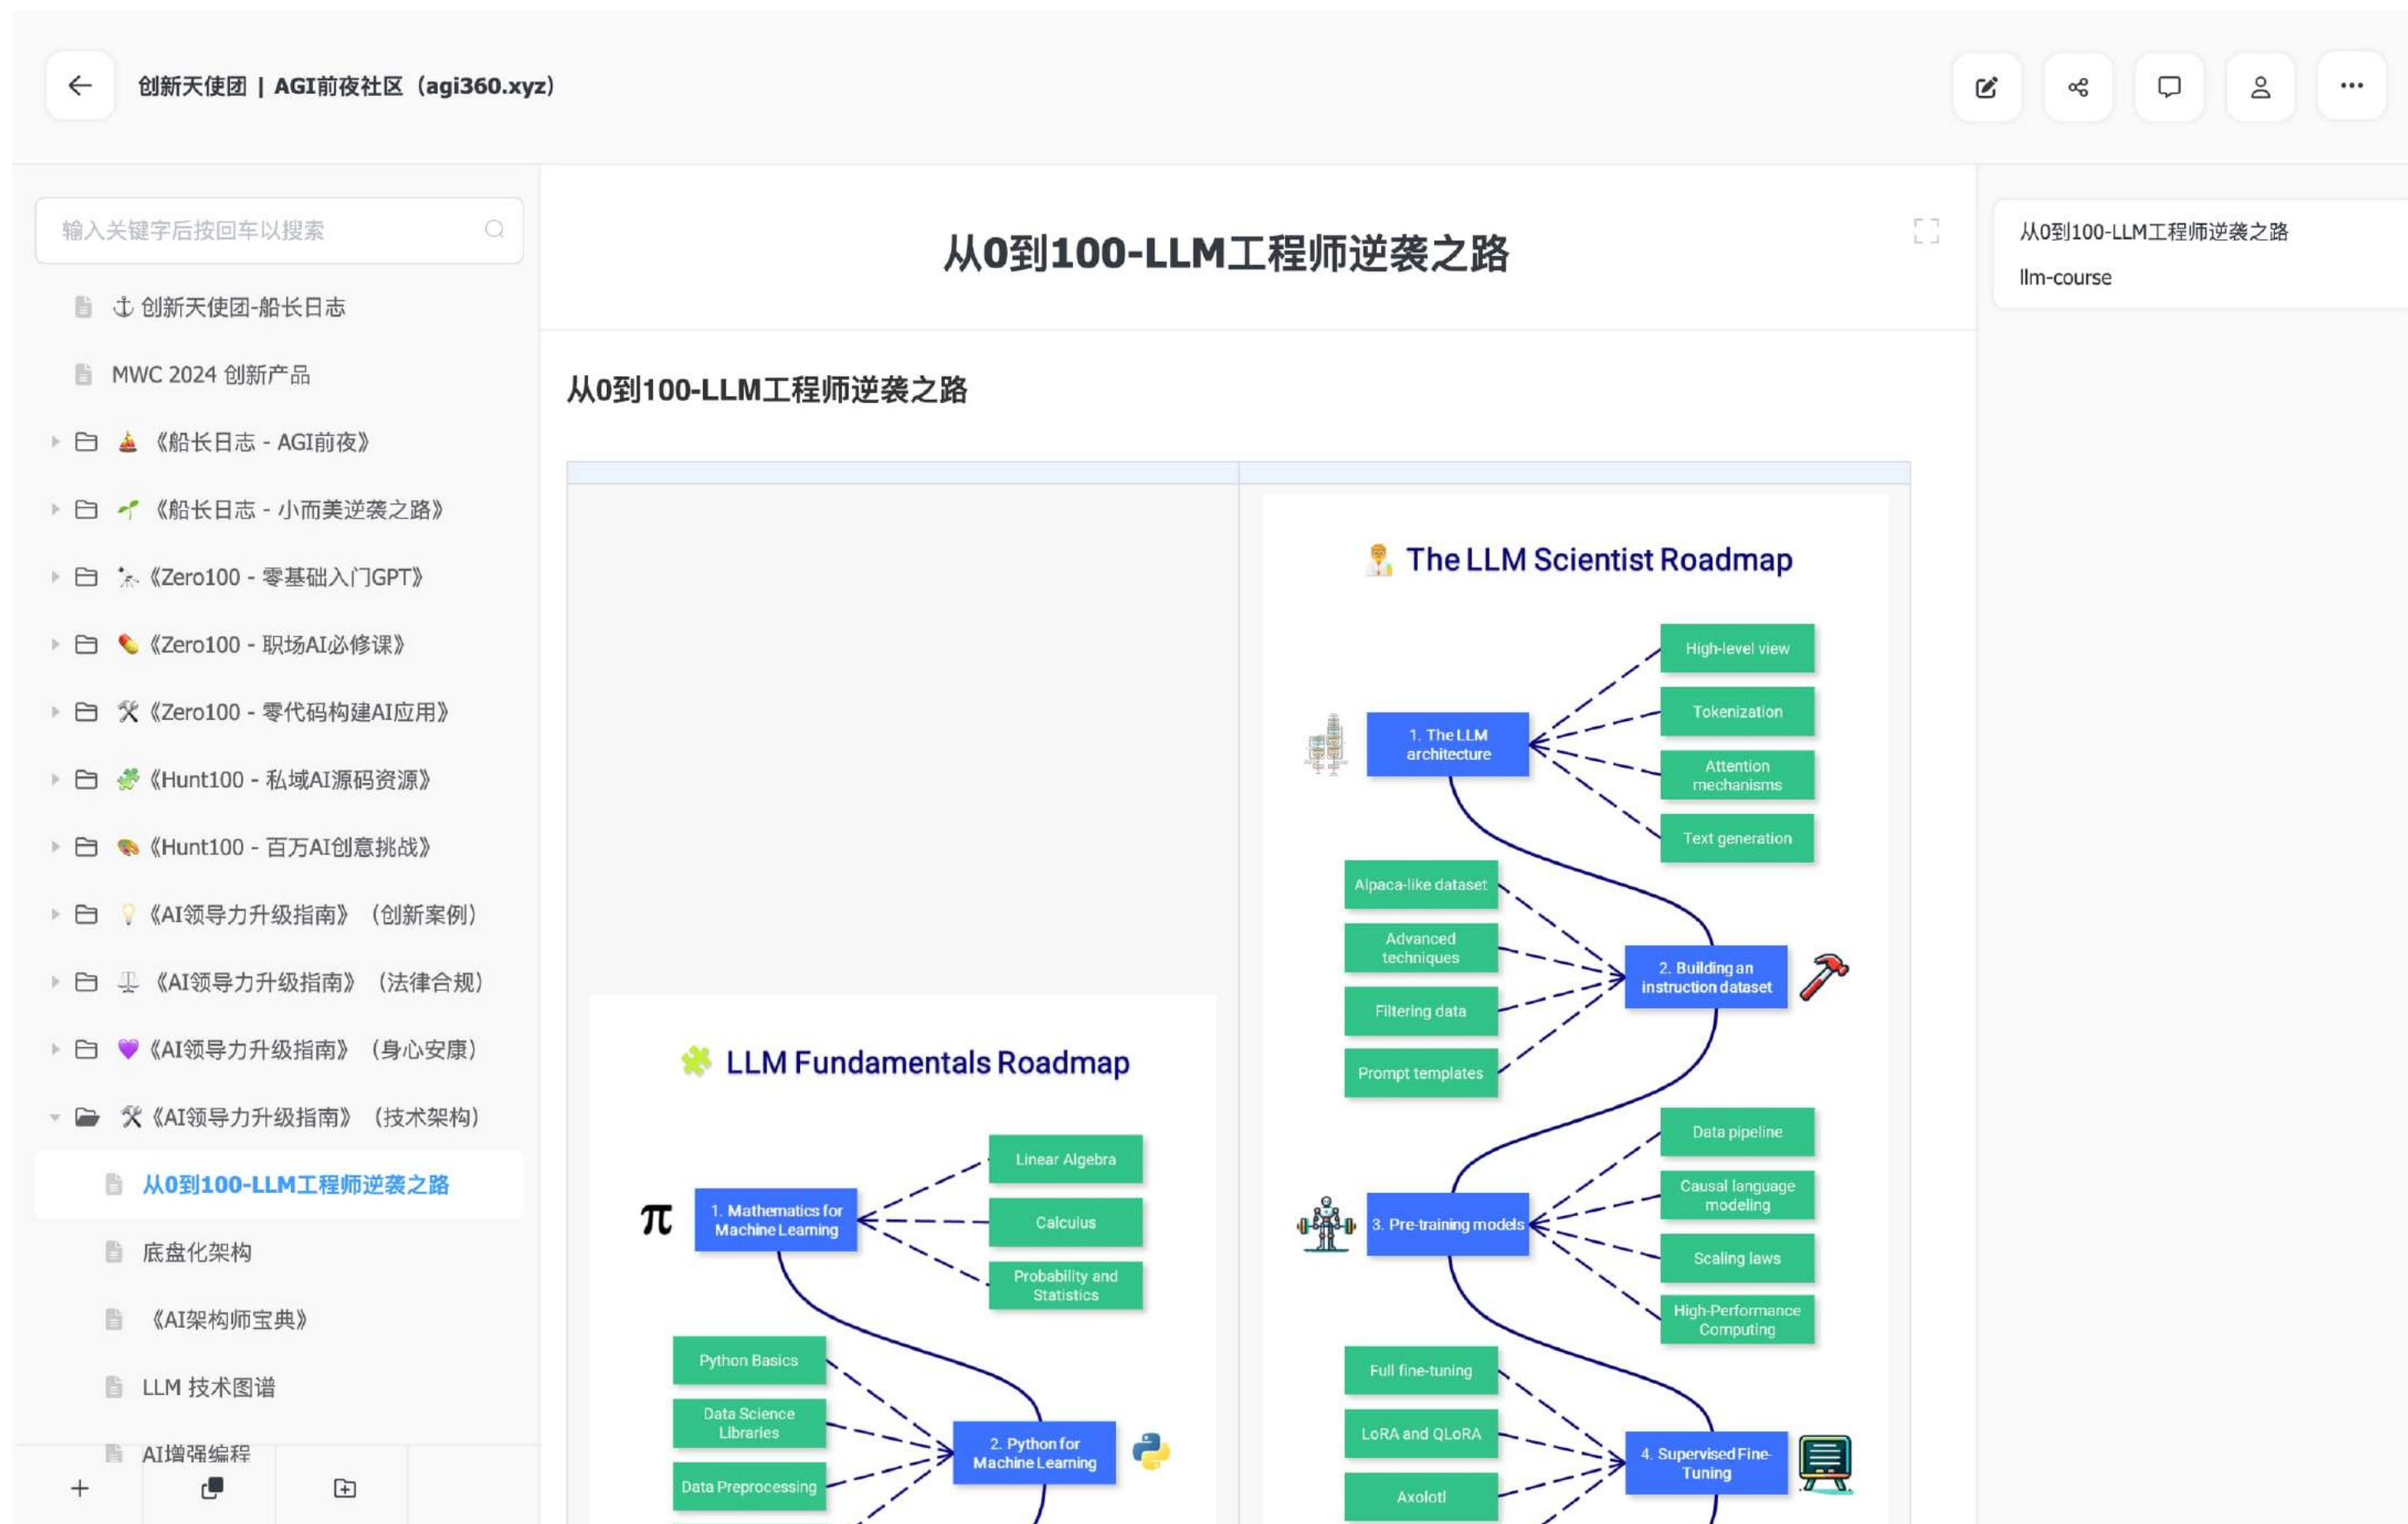 创新天使团 | AGI前夜社区（agi360.xyz）
输入关键字后按回车以搜索
创新天使团-船长日志
MWC 2024 创新产品
《船长日志 - AGI前夜》
《船长日志 - 小而美逆袭之路》
《Zero100 - 零基础入门GPT》
《Zero100 - 职场AI必修课》
《Zero100 - 零代码构建AI应用》
《Hunt100 - 私域AI源码资源》
《Hunt100 - 百万AI创意挑战》
《AI领导力升级指南》（创新案例）
《AI领导力升级指南》（法律合规）
《AI领导力升级指南》（身心安康）
《AI领导力升级指南》（技术架构）
从0到100-LLM工程师逆袭之路
底盘化架构
《AI架构师宝典》
LLM 技术图谱
AI增强编程
从0到100-LLM工程师逆袭之路
从0到100-LLM工程师逆袭之路
LLM Fundamentals Roadmap
π
1. Mathematics for
Machine Learning
Linear Algebra
Calculus
Probability and
Statistics
Python Basics
Data Science
Libraries
Data Preprocessing
2. Python for
Machine Learning
The LLM Scientist Roadmap
1. The LLM
architecture
High-level view
Tokenization
Attention
mechanisms
Text generation
Alpaca-like dataset
Advanced
techniques
Filtering data
Prompt templates
2. Building an
instruction dataset
3. Pre-training models
Data pipeline
Causal language
modeling
Scaling laws
High-Performance
Computing
Full fine-tuning
LoRA and QLoRA
Axolotl
4. Supervised Fine-
Tuning
从0到100-LLM工程师逆袭之路
llm-course